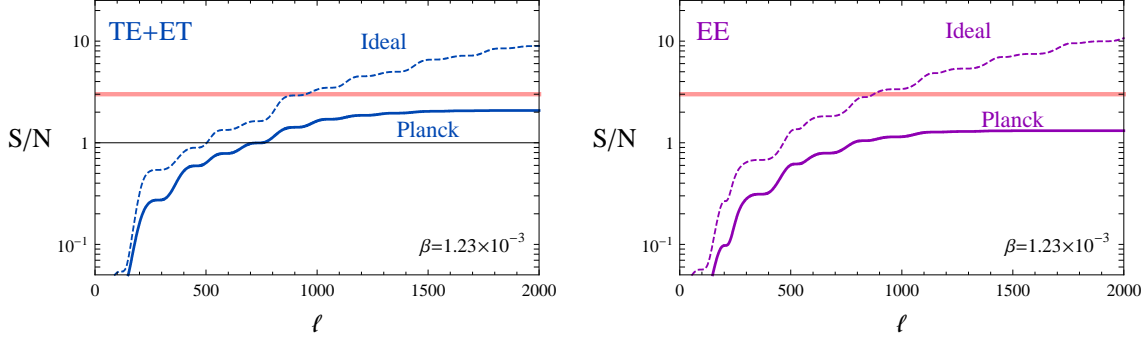 TE+ET
Ideal
Planck
S/N
10
1
10⁻¹
β=1.23×10⁻³
0
500
1000
1500
2000
ℓ
EE
Ideal
Planck
S/N
10
1
10⁻¹
β=1.23×10⁻³
0
500
1000
1500
2000
ℓ